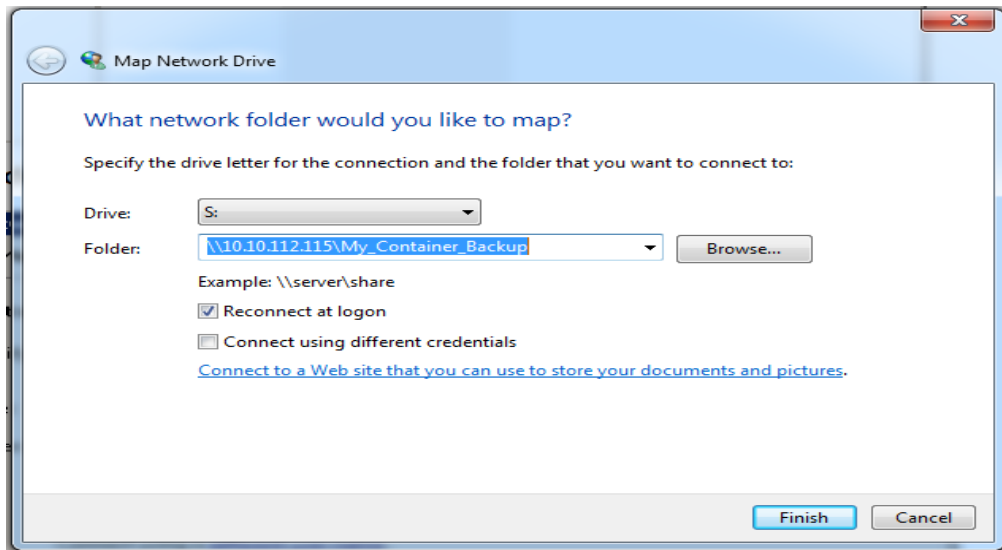 Map Network Drive
What network folder would you like to map?
Specify the drive letter for the connection and the folder that you want to connect to:
Drive: S:
Folder: \\10.10.112.115\My_Container_Backup Browse...
Example: \\server\share
Reconnect at logon
Connect using different credentials
Connect to a Web site that you can use to store your documents and pictures.
Finish Cancel